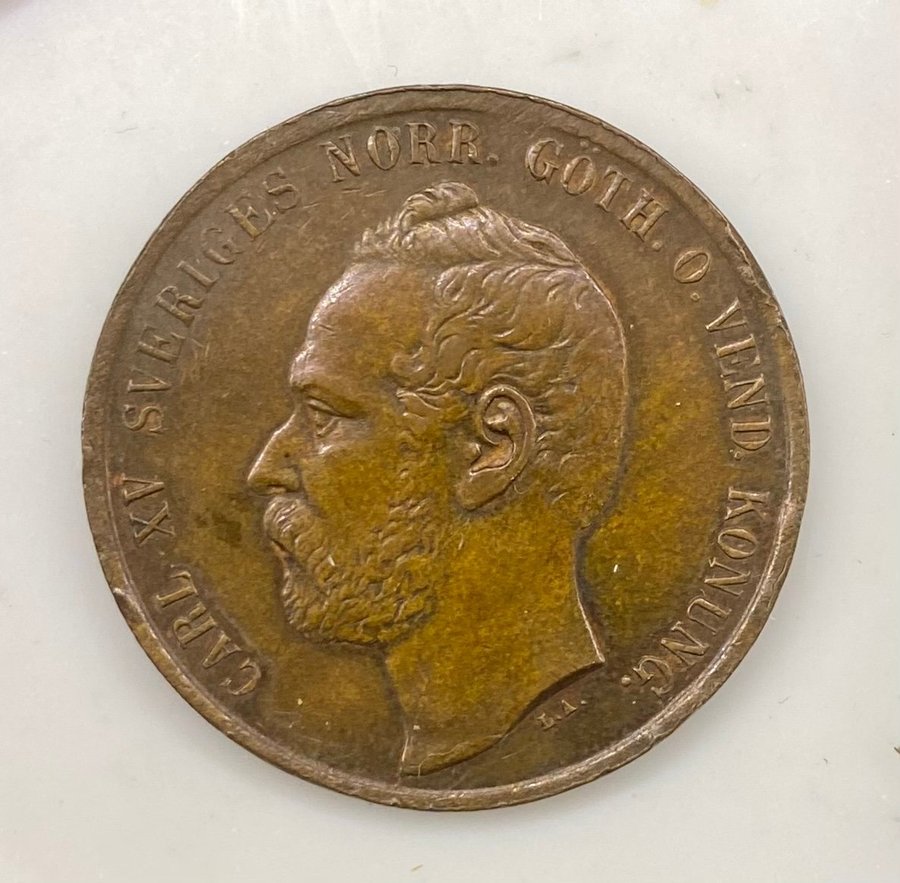 CARL XV SVERIGES NORR. GÖTH. O. VEND. KONUNG.
L.A.